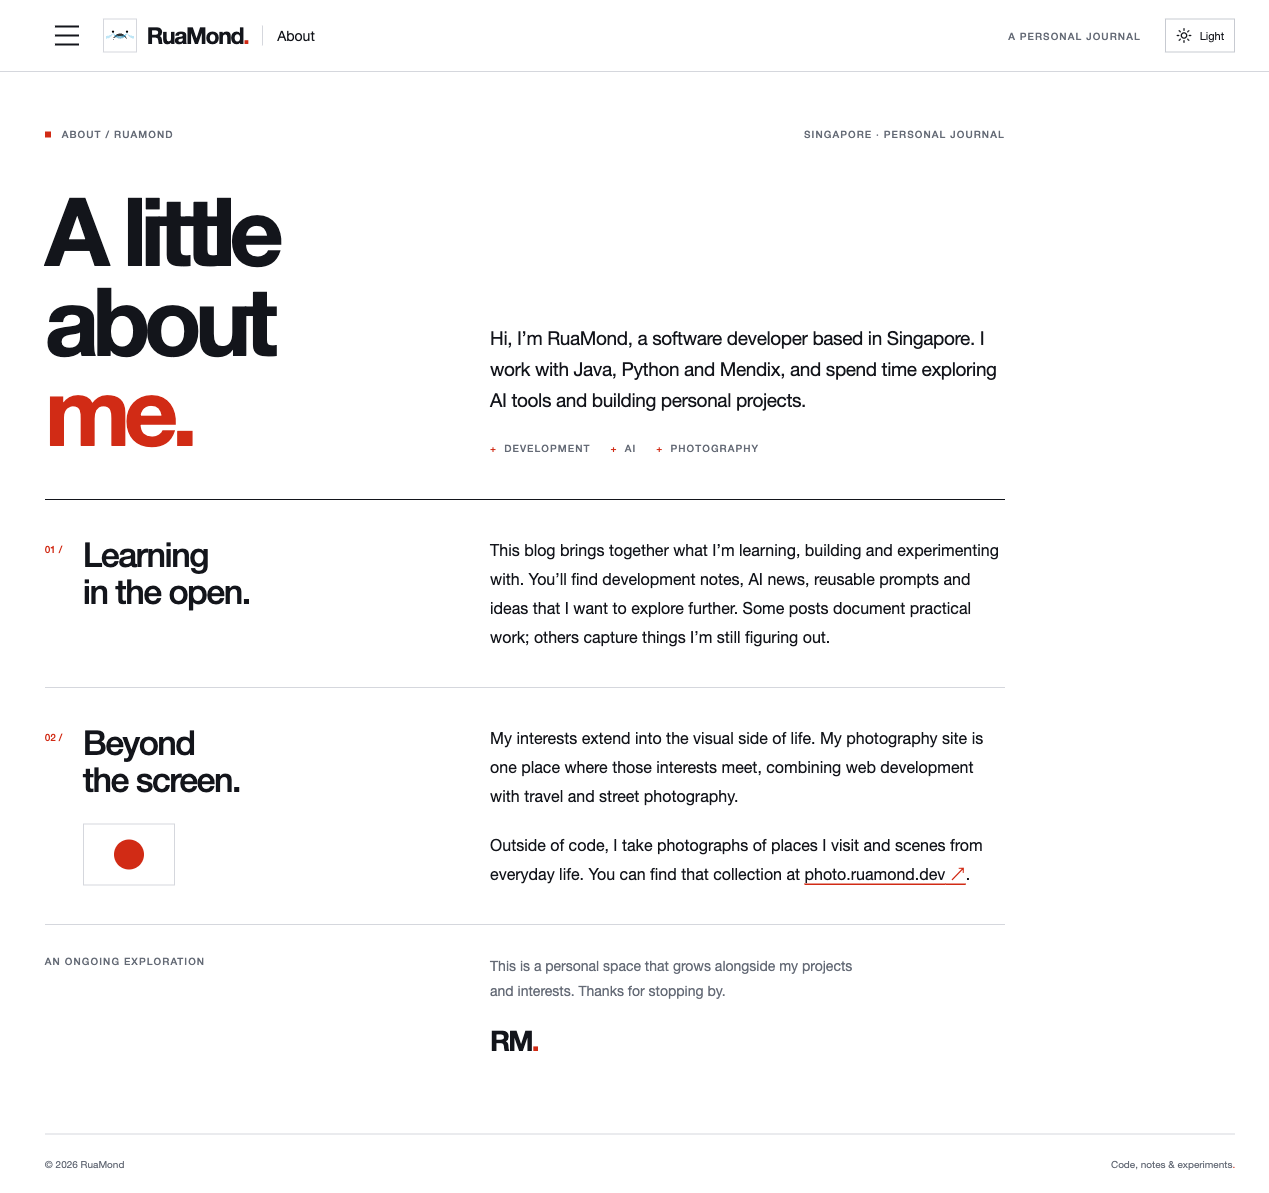 RuaMond.
About
A PERSONAL JOURNAL
Light
ABOUT / RUAMOND
SINGAPORE · PERSONAL JOURNAL
A little
about
me.
Hi, I’m RuaMond, a software developer based in Singapore. I
work with Java, Python and Mendix, and spend time exploring
AI tools and building personal projects.
+ DEVELOPMENT + AI + PHOTOGRAPHY
01 /
Learning
in the open.
This blog brings together what I’m learning, building and experimenting
with. You’ll find development notes, AI news, reusable prompts and
ideas that I want to explore further. Some posts document practical
work; others capture things I’m still figuring out.
02 /
Beyond
the screen.
My interests extend into the visual side of life. My photography site is
one place where those interests meet, combining web development
with travel and street photography.
Outside of code, I take photographs of places I visit and scenes from
everyday life. You can find that collection at photo.ruamond.dev ↗.
AN ONGOING EXPLORATION
This is a personal space that grows alongside my projects
and interests. Thanks for stopping by.
RM.
© 2026 RuaMond
Code, notes & experiments.